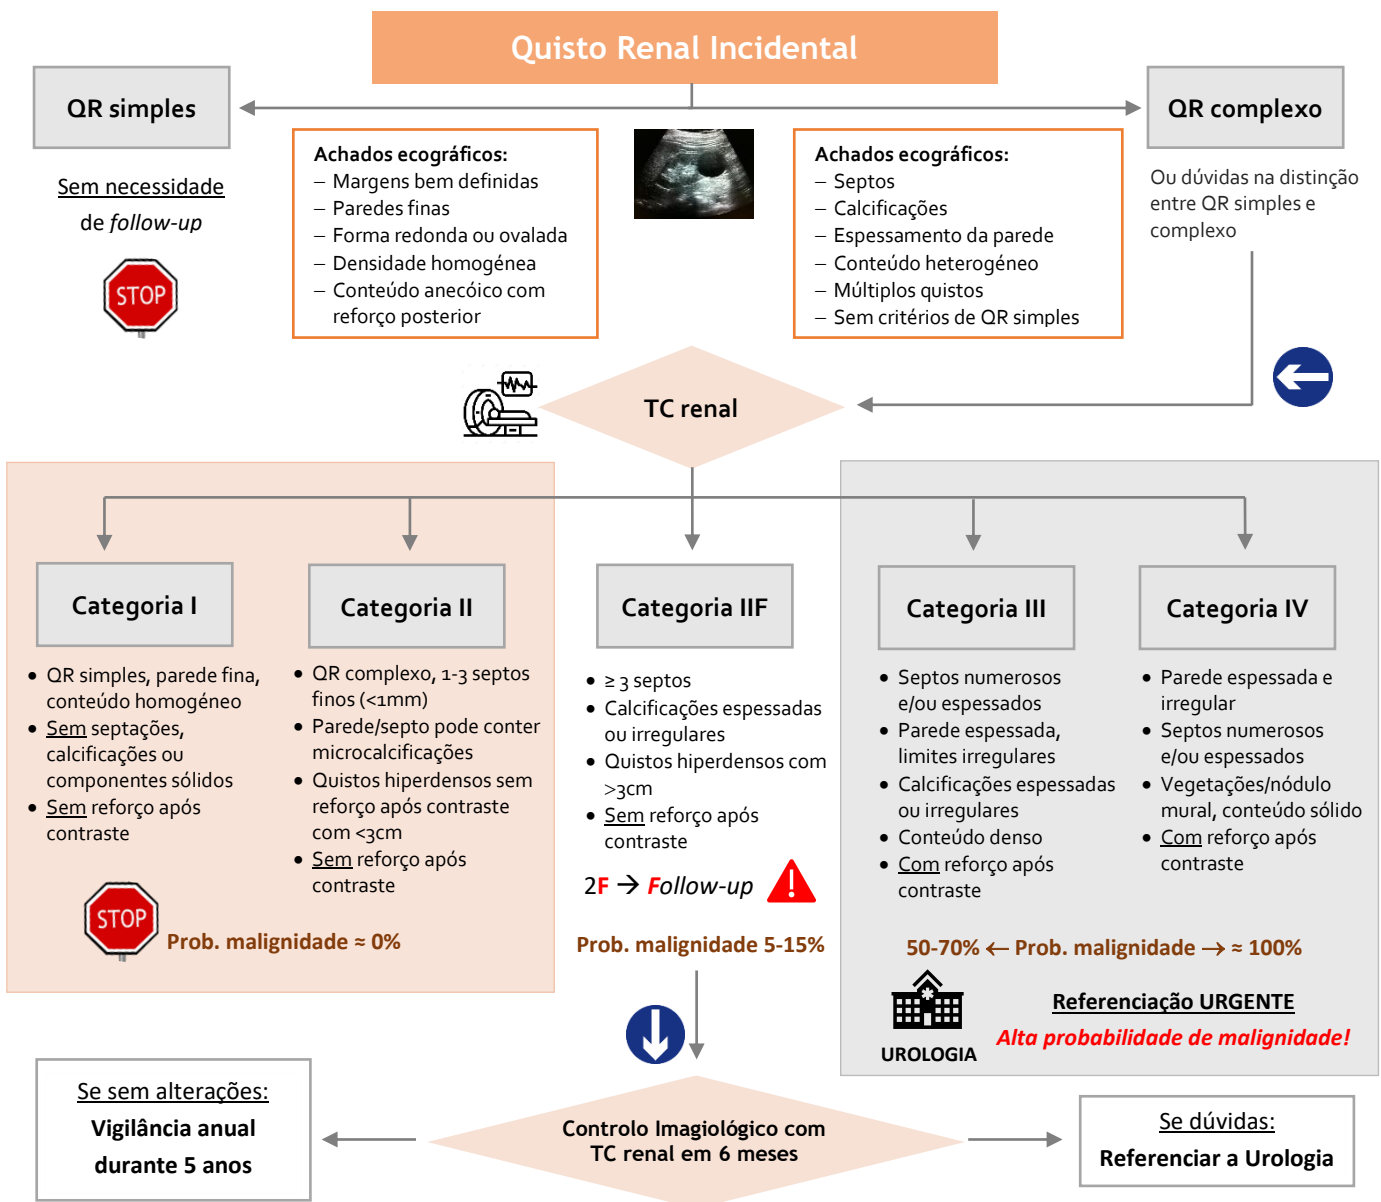 Quisto Renal Incidental
QR simples
Sem necessidade
de follow-up
STOP
Achados ecográficos:
– Margens bem definidas
– Paredes finas
– Forma redonda ou ovalada
– Densidade homogénea
– Conteúdo anecóico com
reforço posterior
Achados ecográficos:
– Septos
– Calcificações
– Espessamento da parede
– Conteúdo heterogéneo
– Múltiplos quistos
– Sem critérios de QR simples
QR complexo
Ou dúvidas na distinção
entre QR simples e
complexo
TC renal
Categoria I
• QR simples, parede fina,
conteúdo homogéneo
• Sem septações,
calcificações ou
componentes sólidos
• Sem reforço após
contraste
Categoria II
• QR complexo, 1-3 septos
finos (<1mm)
• Parede/septo pode conter
microcalcificações
• Quistos hiperdensos sem
reforço após contraste
com <3cm
• Sem reforço após
contraste
STOP
Prob. malignidade ≈ 0%
Categoria IIF
• ≥ 3 septos
• Calcificações espessadas
ou irregulares
• Quistos hiperdensos com
>3cm
• Sem reforço após
contraste
2F → Follow-up
Prob. malignidade 5-15%
Categoria III
• Septos numerosos
e/ou espessados
• Parede espessada,
limites irregulares
• Calcificações espessadas
ou irregulares
• Conteúdo denso
• Com reforço após
contraste
Categoria IV
• Parede espessada e
irregular
• Septos numerosos
e/ou espessados
• Vegetações/nódulo
mural, conteúdo sólido
• Com reforço após
contraste
50-70% ← Prob. malignidade → ≈ 100%
UROLOGIA
Referenciação URGENTE
Alta probabilidade de malignidade!
Se sem alterações:
Vigilância anual
durante 5 anos
Controlo Imagiológico com
TC renal em 6 meses
Se dúvidas:
Referenciar a Urologia